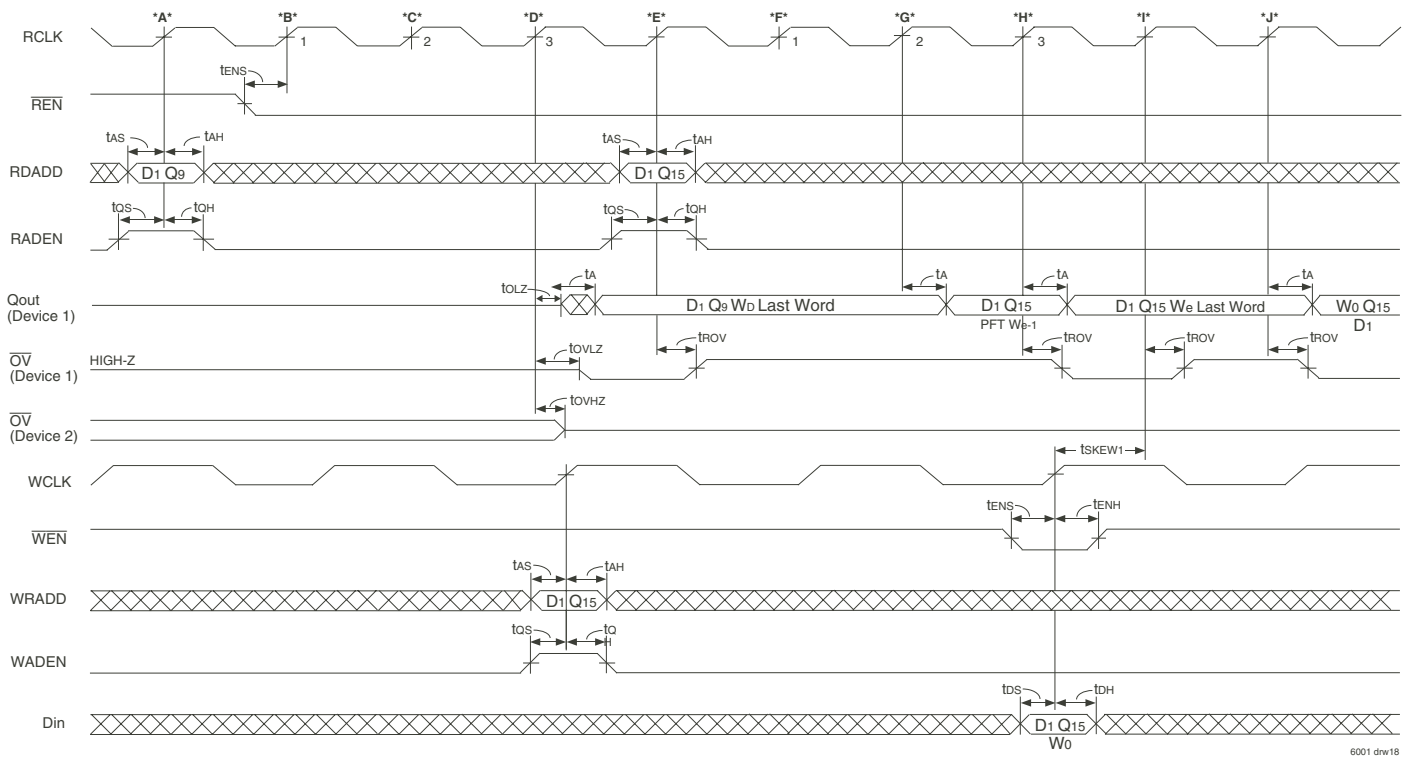 *A* *B* *C* *D* *E* *F* *G* *H* *I* *J*
RCLK 1 2 3 1 2 3
tENS
REN
tAS tAH tAS tAH
RDADD D1 Q9 D1 Q15
tQS tQH tQS tQH
RADEN
tOLZ tA tA tA tA
Qout
(Device 1)
D1 Q9 WD Last Word
D1 Q15
PFT We-1
D1 Q15 We Last Word
W0 Q15
D1
tOVLZ tROV tROV tROV tROV
OV
(Device 1)
HIGH-Z
tOVHZ
OV
(Device 2)
tSKEW1
WCLK
tENS tENH
WEN
tAS tAH
WRADD D1 Q15
tQS tQ
H
WADEN
tDS tDH
Din D1 Q15
W0
6001 drw18